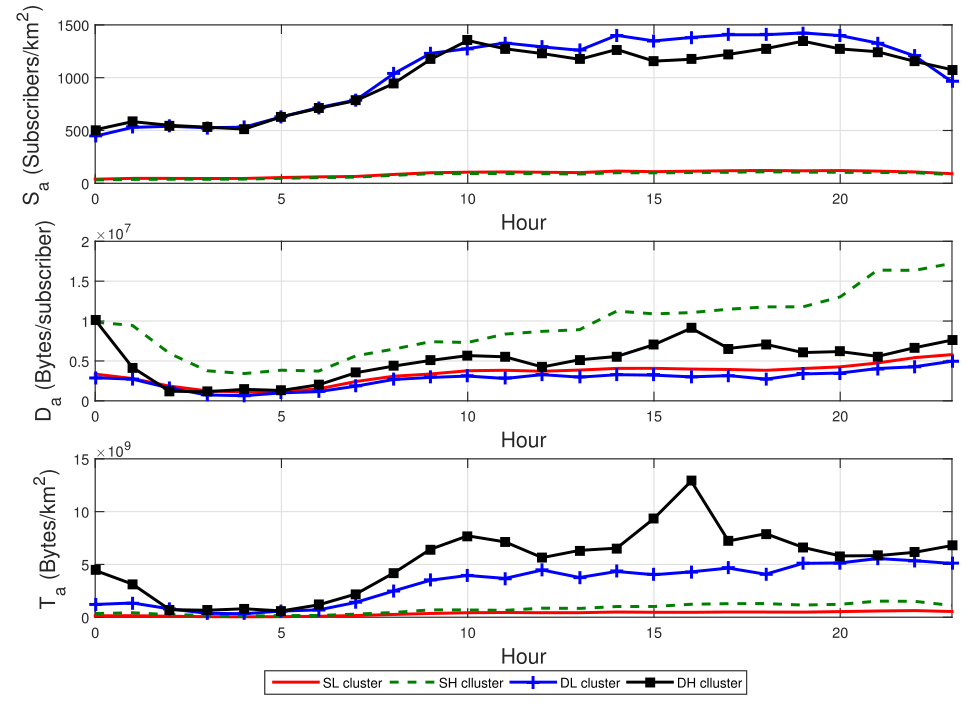 1500
1000
500
0
S_a (Subscribers/km^2)
0 5 10 15 20
Hour
×10^7
2
1.5
1
0.5
0
D_a (Bytes/subscriber)
0 5 10 15 20
Hour
×10^9
15
10
5
0
T_a (Bytes/km^2)
0 5 10 15 20
Hour
SL cluster SH clluster DL cluster DH clluster